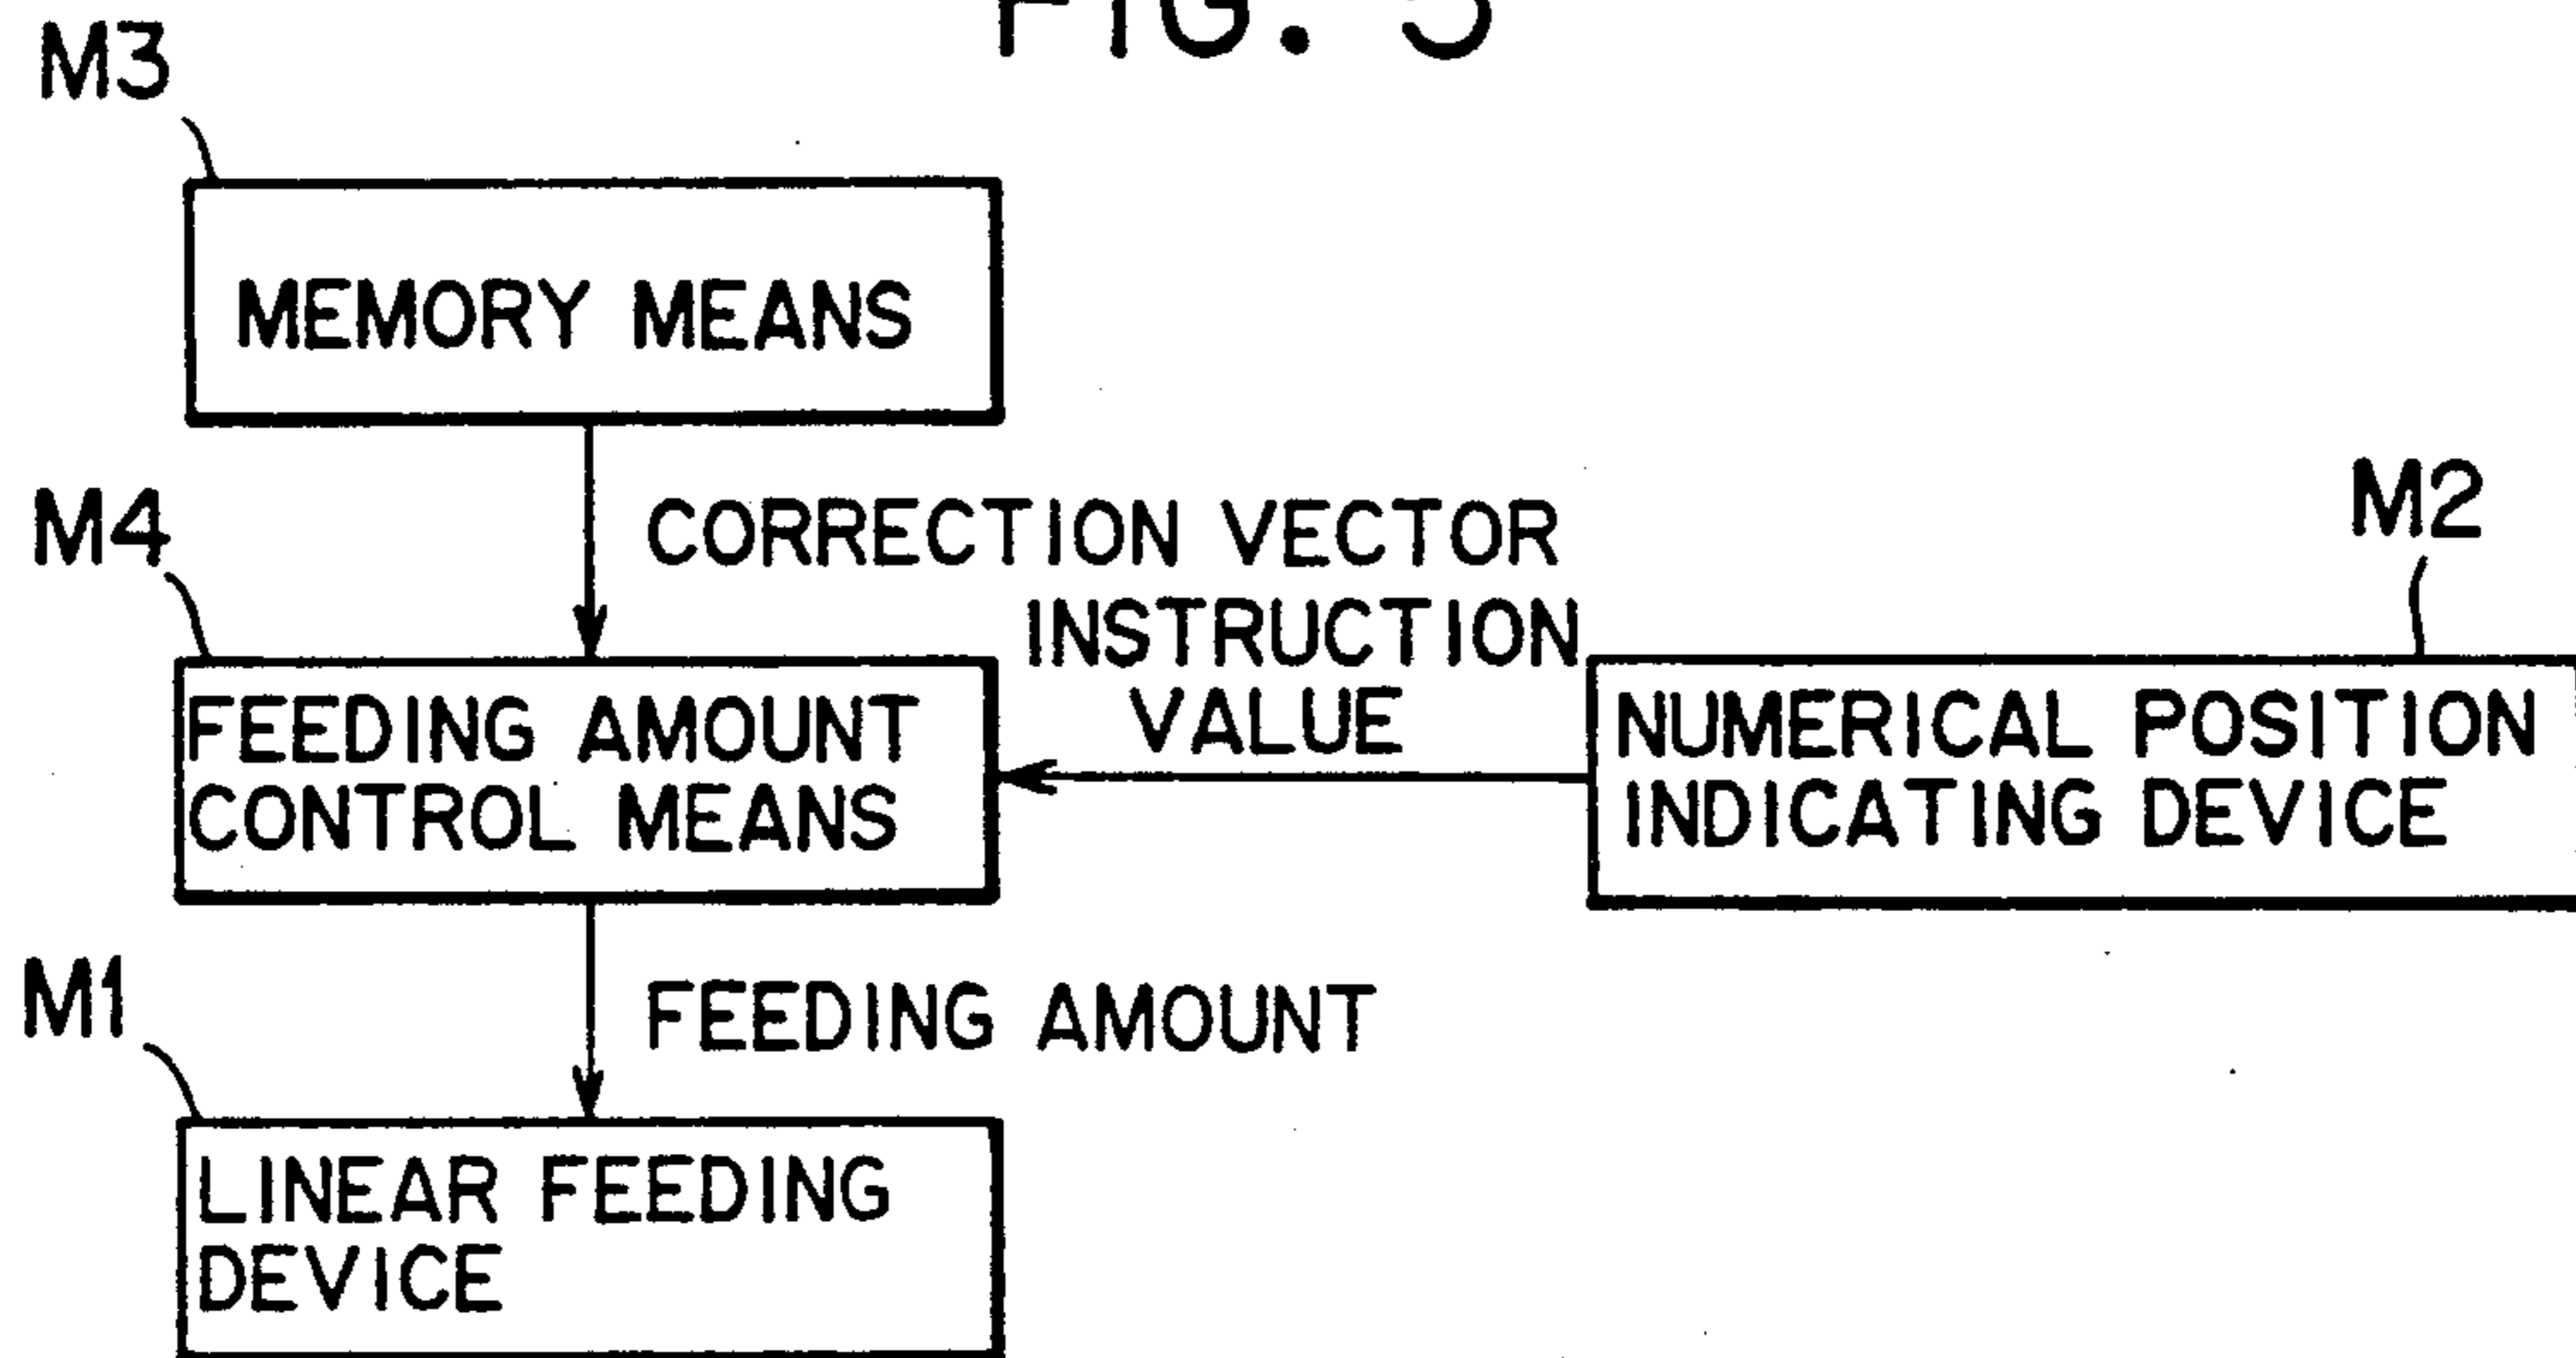 FIG.
M3
MEMORY MEANS
M4
CORRECTION VECTOR
M2
INSTRUCTION
VALUE
FEEDING AMOUNT
CONTROL MEANS
NUMERICAL POSITION
INDICATING DEVICE
M1
FEEDING AMOUNT
LINEAR FEEDING
DEVICE